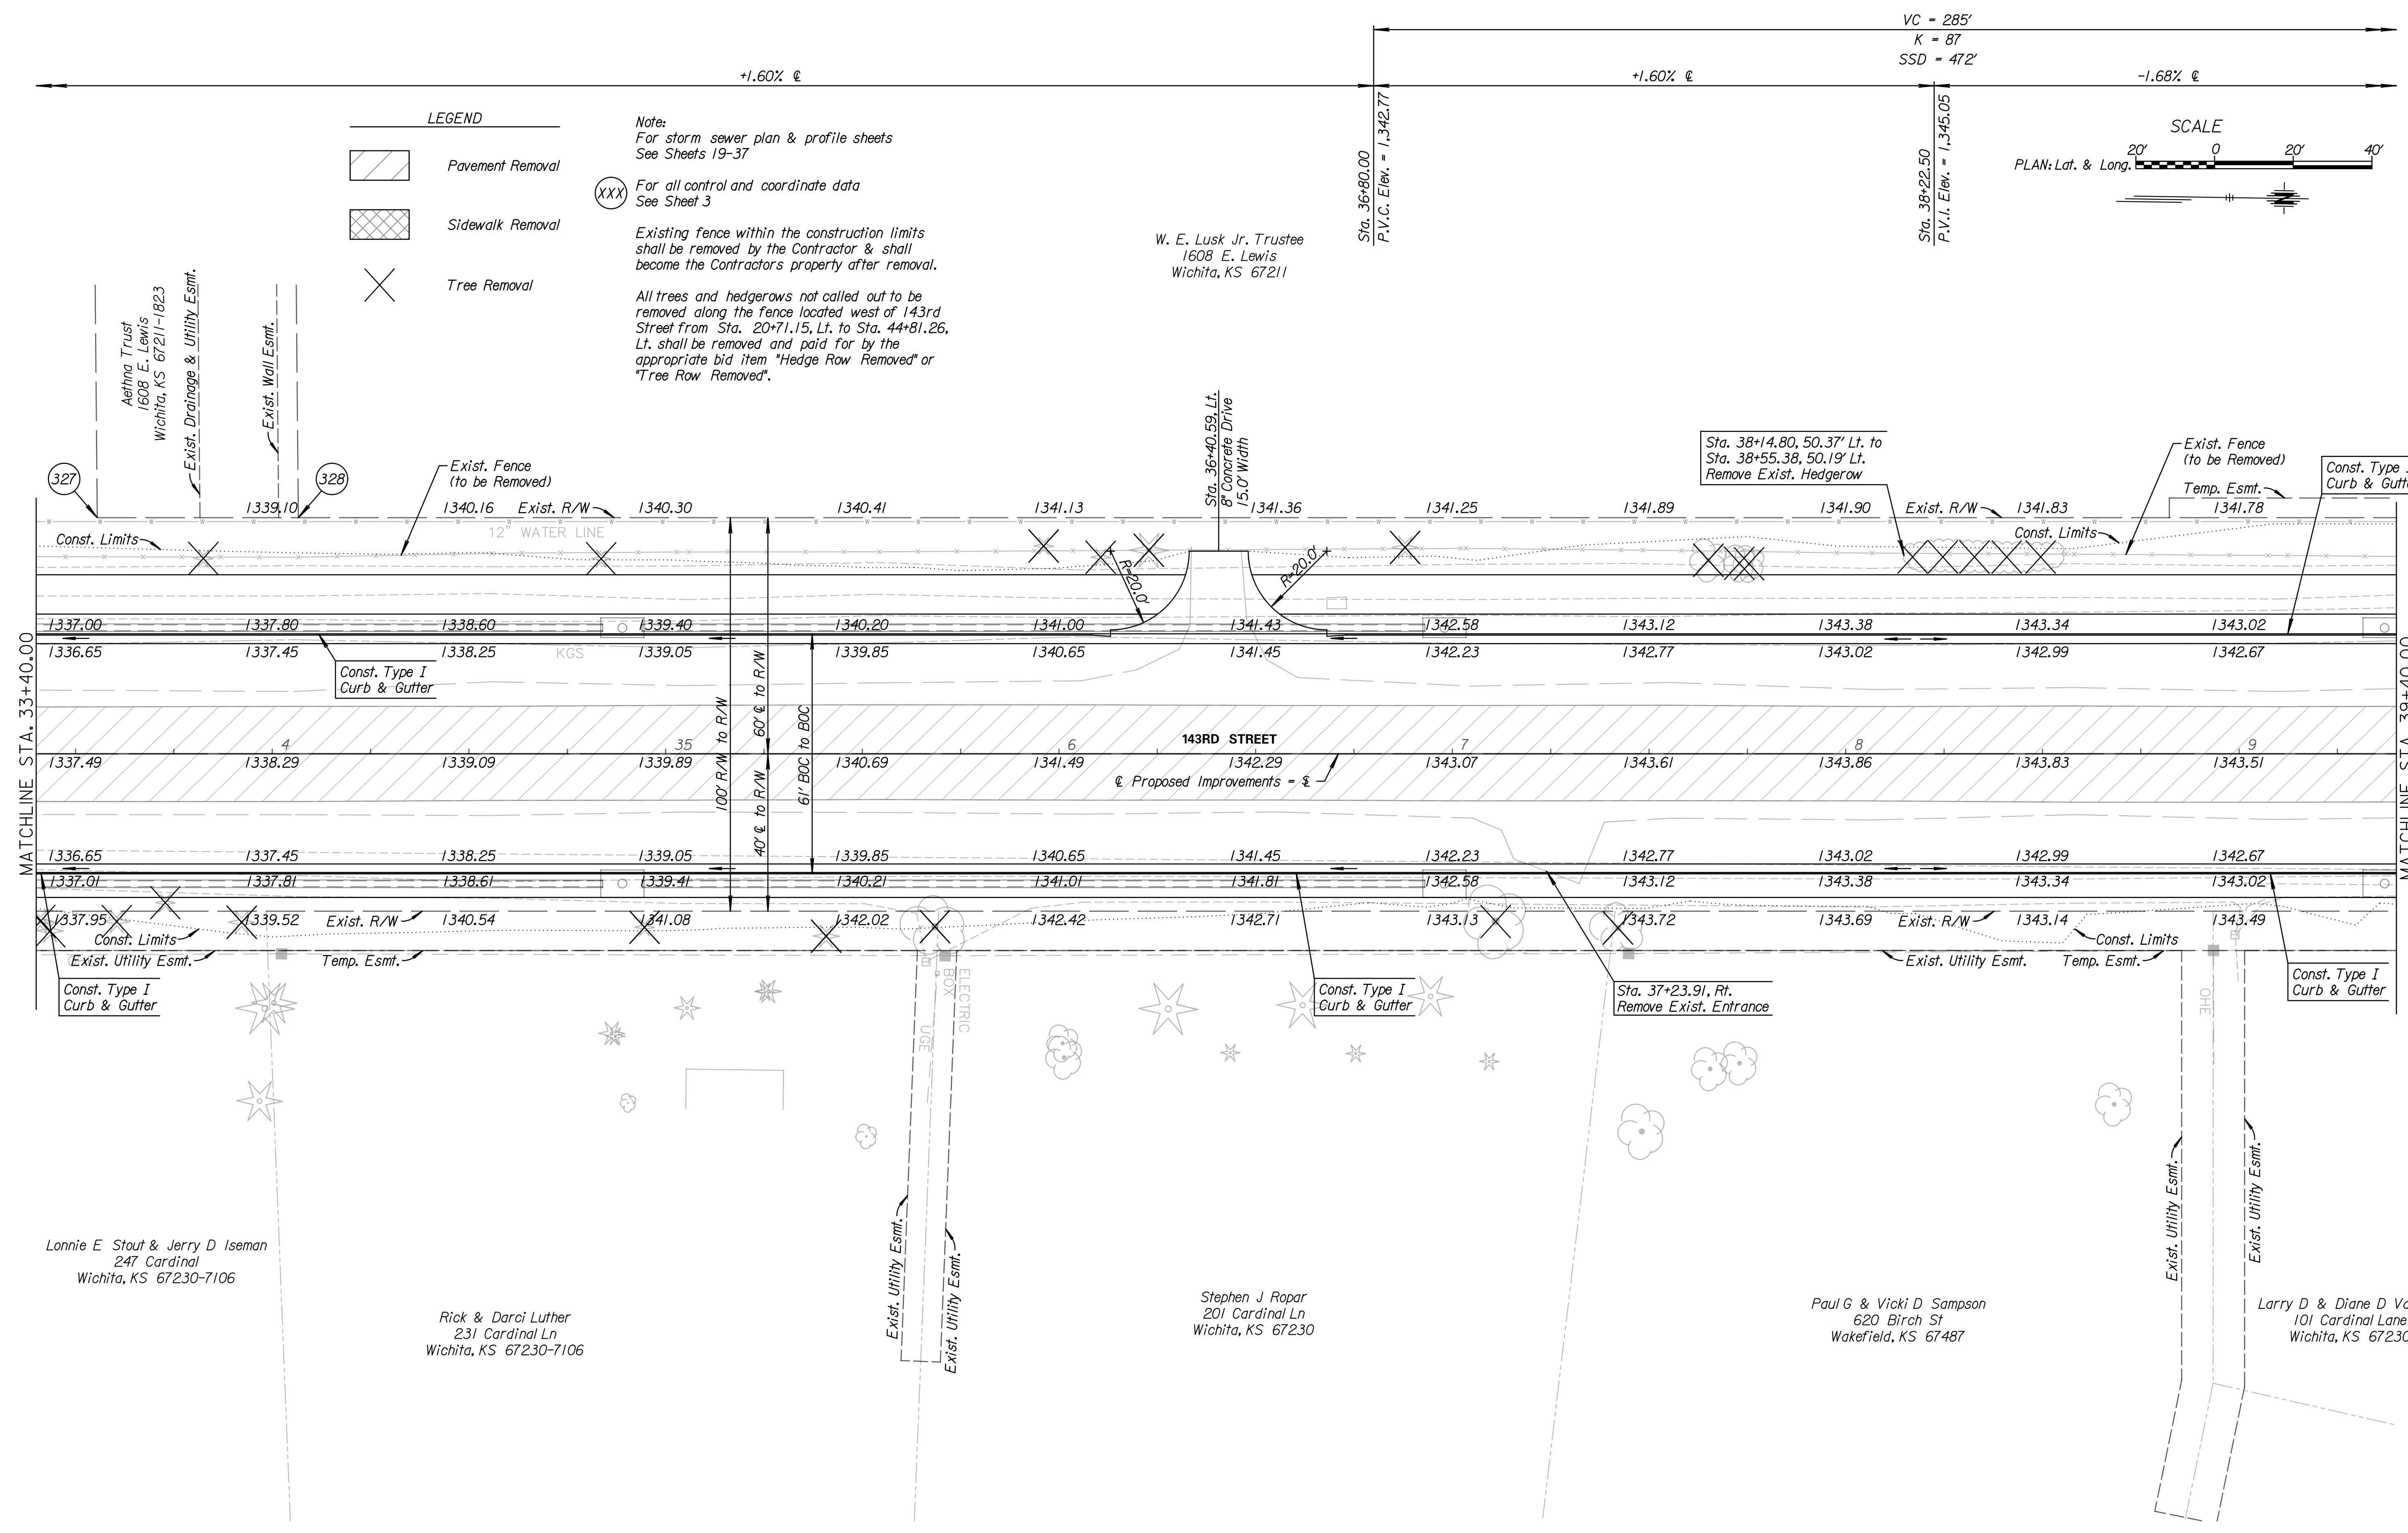 VC = 285'
K = 87
SSD = 472'
+1.60% ℄
+1.60% ℄
-1.68% ℄
Sta. 36+80.00
P.V.C. Elev. = 1,342.77
Sta. 38+22.50
P.V.I. Elev. = 1,345.05
SCALE
20' 0 20' 40'
PLAN: Lat. & Long.
N
LEGEND
Pavement Removal
Sidewalk Removal
Tree Removal
Note:
For storm sewer plan & profile sheets
See Sheets 19-37
XXX
For all control and coordinate data
See Sheet 3
Existing fence within the construction limits
shall be removed by the Contractor & shall
become the Contractors property after removal.
All trees and hedgerows not called out to be
removed along the fence located west of 143rd
Street from Sta. 20+71.15, Lt. to Sta. 44+81.26,
Lt. shall be removed and paid for by the
appropriate bid item "Hedge Row Removed" or
"Tree Row Removed".
W. E. Lusk Jr. Trustee
1608 E. Lewis
Wichita, KS 67211
Aethna Trust
1608 E. Lewis
Wichita, KS 67211-1823
Exist. Drainage & Utility Esmt.
Exist. Wall Esmt.
327
328
Exist. Fence
(to be Removed)
Sta. 36+40.59, Lt.
8" Concrete Drive
15.0' Width
Sta. 38+14.80, 50.37' Lt. to
Sta. 38+55.38, 50.19' Lt.
Remove Exist. Hedgerow
Exist. Fence
(to be Removed)
Const. Type
Curb & Gutt
Temp. Esmt.
1339.10 1340.16 Exist. R/W 1340.30 1340.41 1341.13 1341.36 1341.25 1341.89 1341.90 Exist. R/W 1341.83 1341.78
12" WATER LINE
Const. Limits
Const. Limits
R=20.0'
R=20.0'
1337.00 1337.80 1338.60 1339.40 1340.20 1341.00 1341.43 1342.58 1343.12 1343.38 1343.34 1343.02
1336.65 1337.45 1338.25 1339.05 1339.85 1340.65 1341.45 1342.23 1342.77 1343.02 1342.99 1342.67
KGS
Const. Type I
Curb & Gutter
MATCHLINE STA. 33+40.00
MATCHLINE STA. 39+40.00
100' R/W to R/W
60' ℄ to R/W
40' ℄ to R/W
61' BOC to BOC
4 35 6 7 8 9
143RD STREET
1337.49 1338.29 1339.09 1339.89 1340.69 1341.49 1342.29 1343.07 1343.61 1343.86 1343.83 1343.51
℄ Proposed Improvements = ⅊
1336.65 1337.45 1338.25 1339.05 1339.85 1340.65 1341.45 1342.23 1342.77 1343.02 1342.99 1342.67
1337.01 1337.81 1338.61 1339.41 1340.21 1341.01 1341.81 1342.58 1343.12 1343.38 1343.34 1343.02
1337.95 1339.52 Exist. R/W 1340.54 1341.08 1342.02 1342.42 1342.71 1343.13 1343.72 1343.69 Exist. R/W 1343.14 1343.49
Const. Limits
Const. Limits
Exist. Utility Esmt.
Temp. Esmt.
Exist. Utility Esmt.
Temp. Esmt.
Const. Type I
Curb & Gutter
ELECTRIC
BOX
UGE
Const. Type I
Curb & Gutter
Sta. 37+23.91, Rt.
Remove Exist. Entrance
OHE
Const. Type I
Curb & Gutter
Exist. Utility Esmt.
Exist. Utility Esmt.
Exist. Utility Esmt.
Exist. Utility Esmt.
Lonnie E Stout & Jerry D Iseman
247 Cardinal
Wichita, KS 67230-7106
Rick & Darci Luther
231 Cardinal Ln
Wichita, KS 67230-7106
Stephen J Ropar
201 Cardinal Ln
Wichita, KS 67230
Paul G & Vicki D Sampson
620 Birch St
Wakefield, KS 67487
Larry D & Diane D Va
101 Cardinal Lane
Wichita, KS 67230